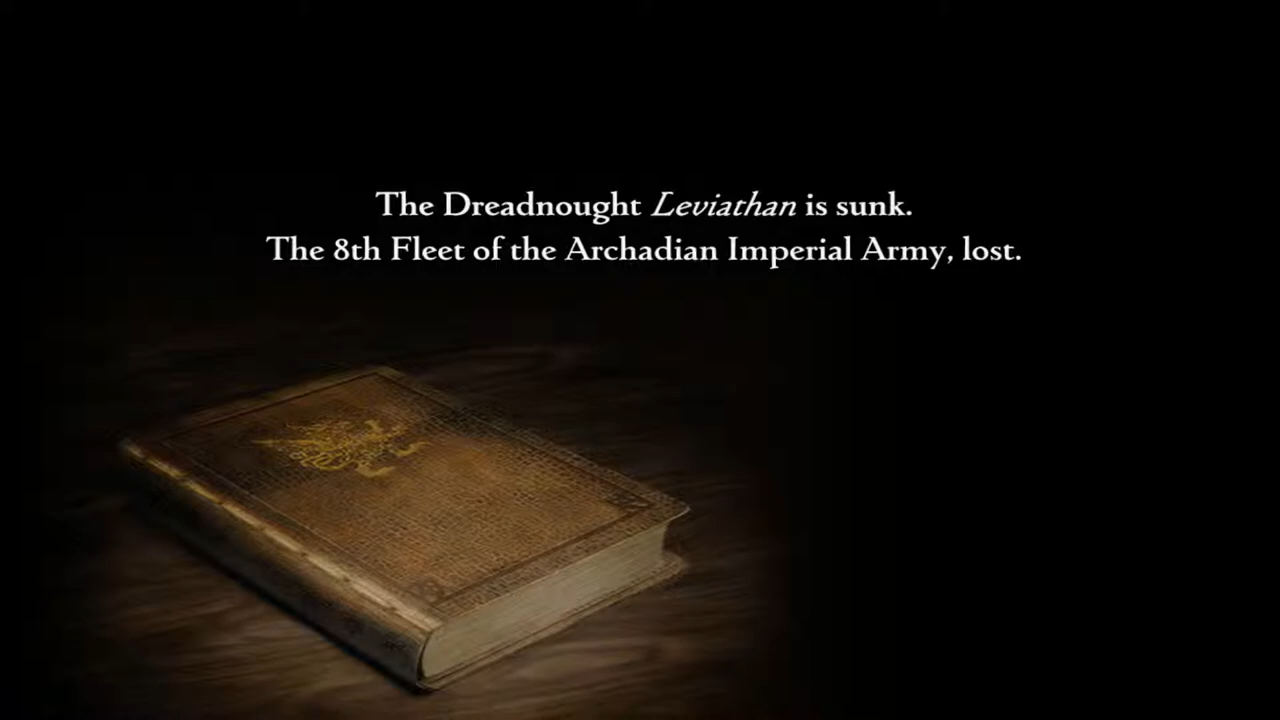 The Dreadnought Leviathan is sunk.
The 8th Fleet of the Archadian Imperial Army, lost.